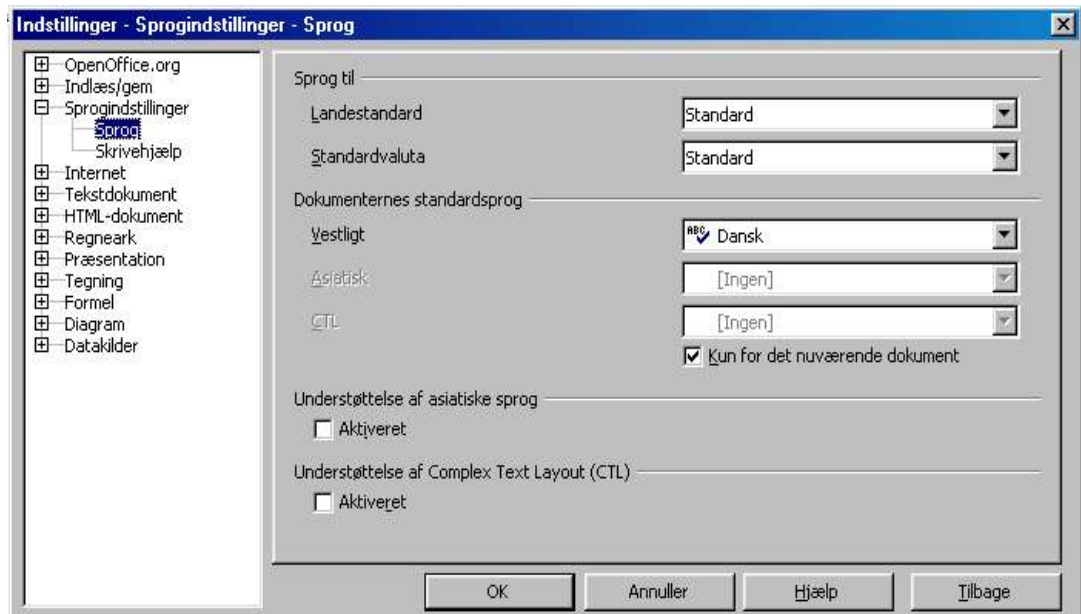 Indstillinger - Sprogindstillinger - Sprog
OpenOffice.org
Indlæs/gem
Sprogindstillinger
Sprog
Skrivehjælp
Internet
Tekstdokument
HTML-dokument
Regneark
Præsentation
Tegning
Formel
Diagram
Datakilder
Sprog til
Landestandard
Standard
Standardvaluta
Standard
Dokumenternes standardsprog
Vestligt
ABC Dansk
Asiatisk
[Ingen]
CTL
[Ingen]
Kun for det nuværende dokument
Understøttelse af asiatiske sprog
Aktiveret
Understøttelse af Complex Text Layout (CTL)
Aktiveret
OK
Annuller
Hjælp
Tilbage